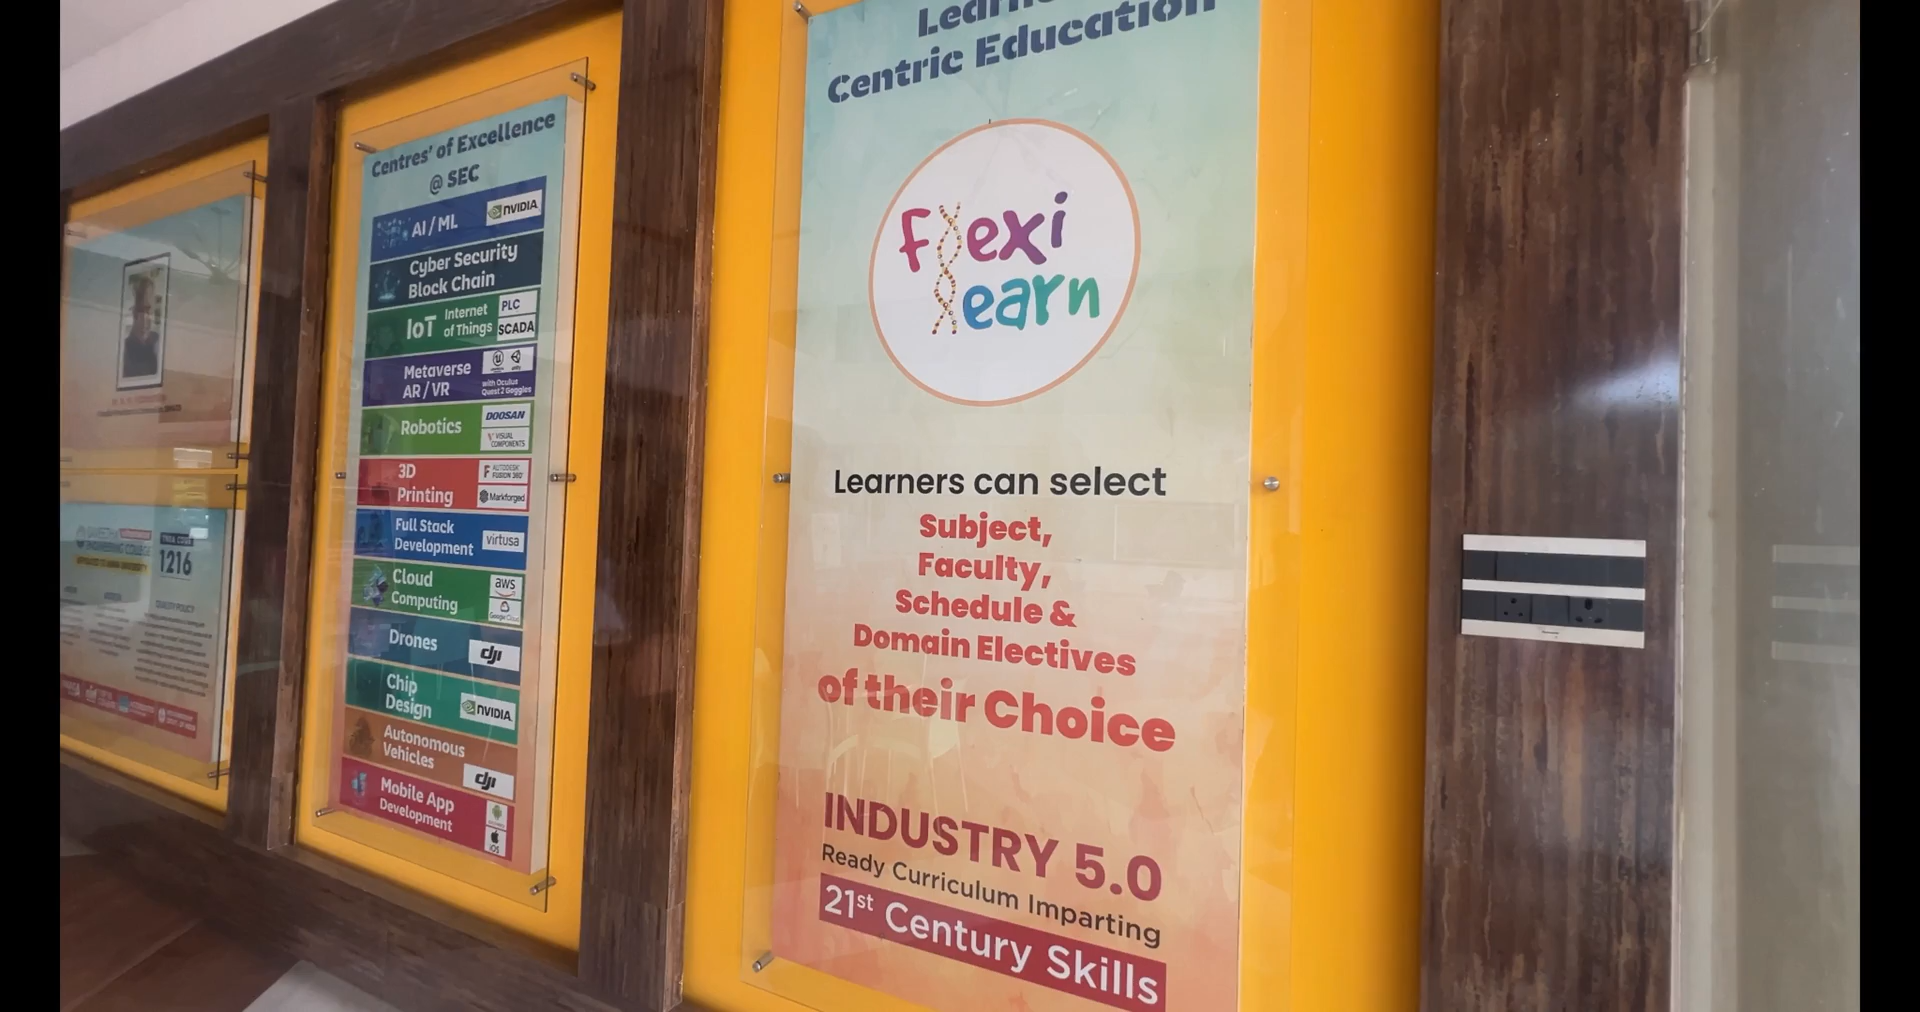 1216
QUALITY POLICY
Centres' of Excellence
@ SEC
AI / ML
NVIDIA
Cyber Security
Block Chain
IoT
Internet
of Things
PLC
SCADA
Metaverse
AR / VR
with Oculus
Quest 2 Goggles
Robotics
DOOSAN
VISUAL
COMPONENTS
3D
Printing
AUTODESK
FUSION 360
Markforged
Full Stack
Development
virtusa
Cloud
Computing
aws
Google Cloud
Drones
dji
Chip
Design
NVIDIA
Autonomous
Vehicles
dji
Mobile App
Development
iOS
Centric Education
Flexi
learn
Learners can select
Subject,
Faculty,
Schedule &
Domain Electives
of their Choice
INDUSTRY 5.0
Ready Curriculum Imparting
21st Century Skills